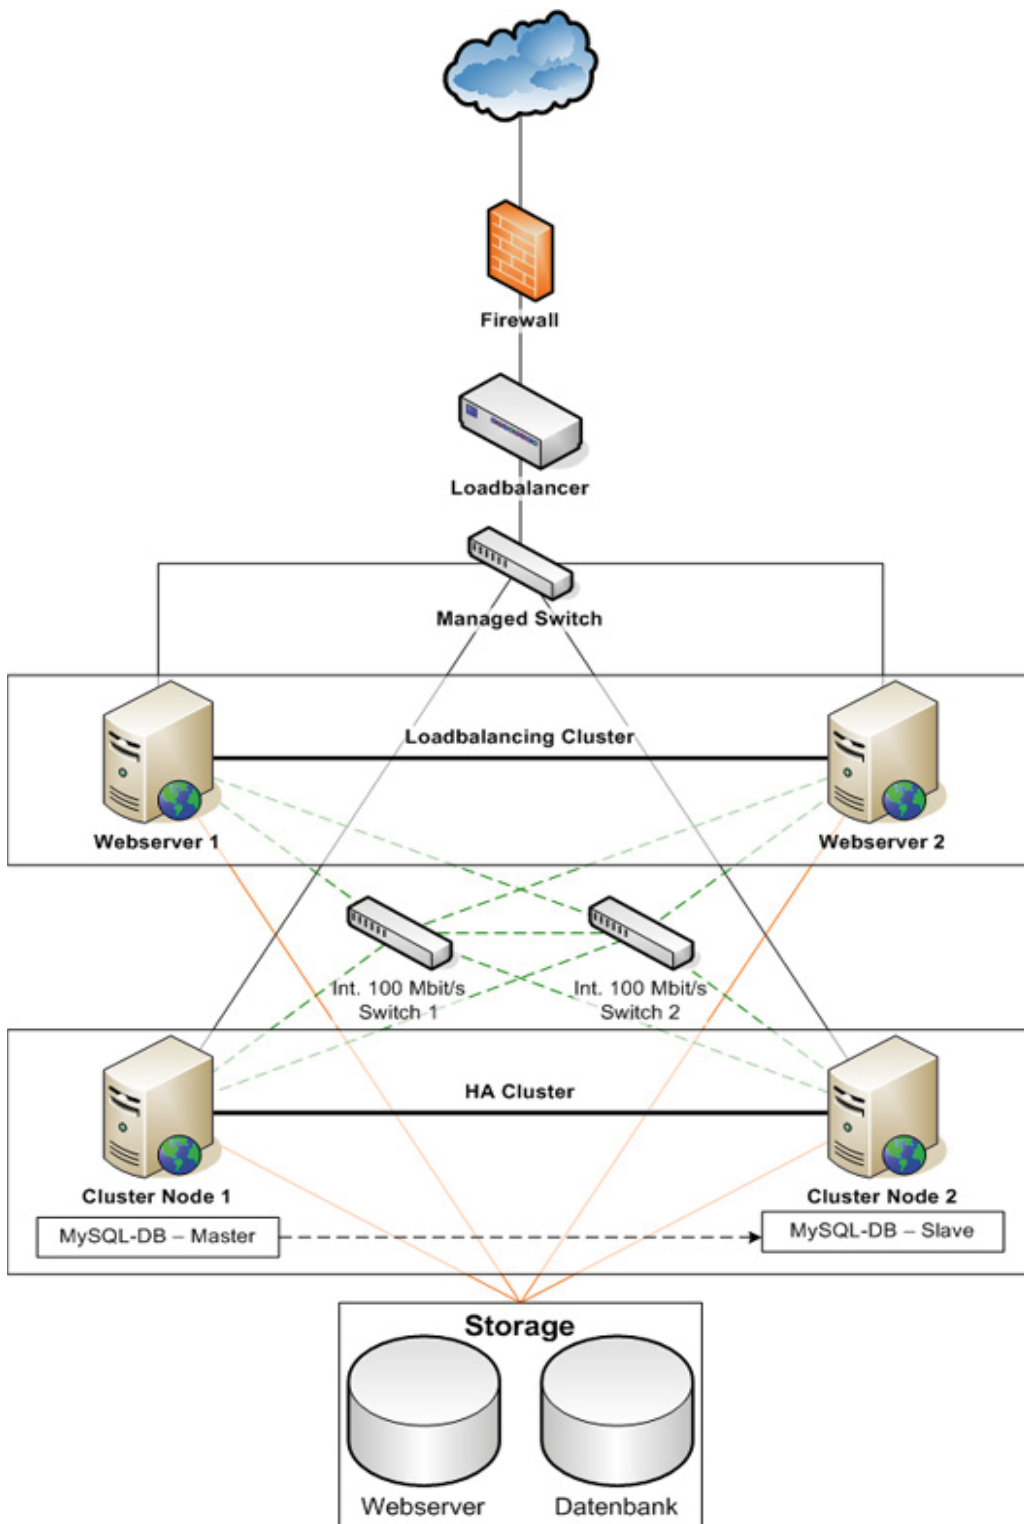 Firewall
Loadbalancer
Managed Switch
Loadbalancing Cluster
Webserver 1
Webserver 2
Int. 100 Mbit/s
Switch 1
Int. 100 Mbit/s
Switch 2
HA Cluster
Cluster Node 1
Cluster Node 2
MySQL-DB – Master
MySQL-DB – Slave
Storage
Webserver
Datenbank